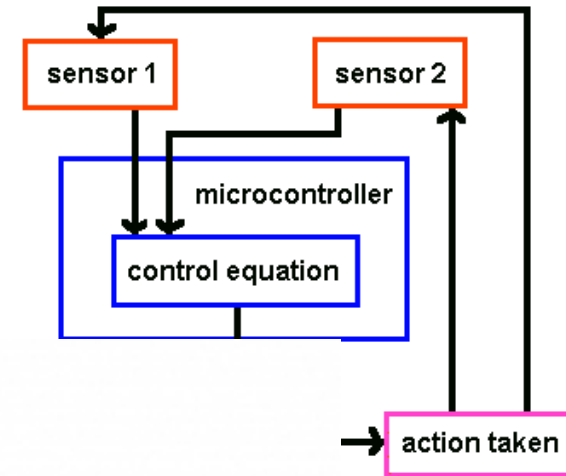 sensor 1
sensor 2
microcontroller
control equation
action taken